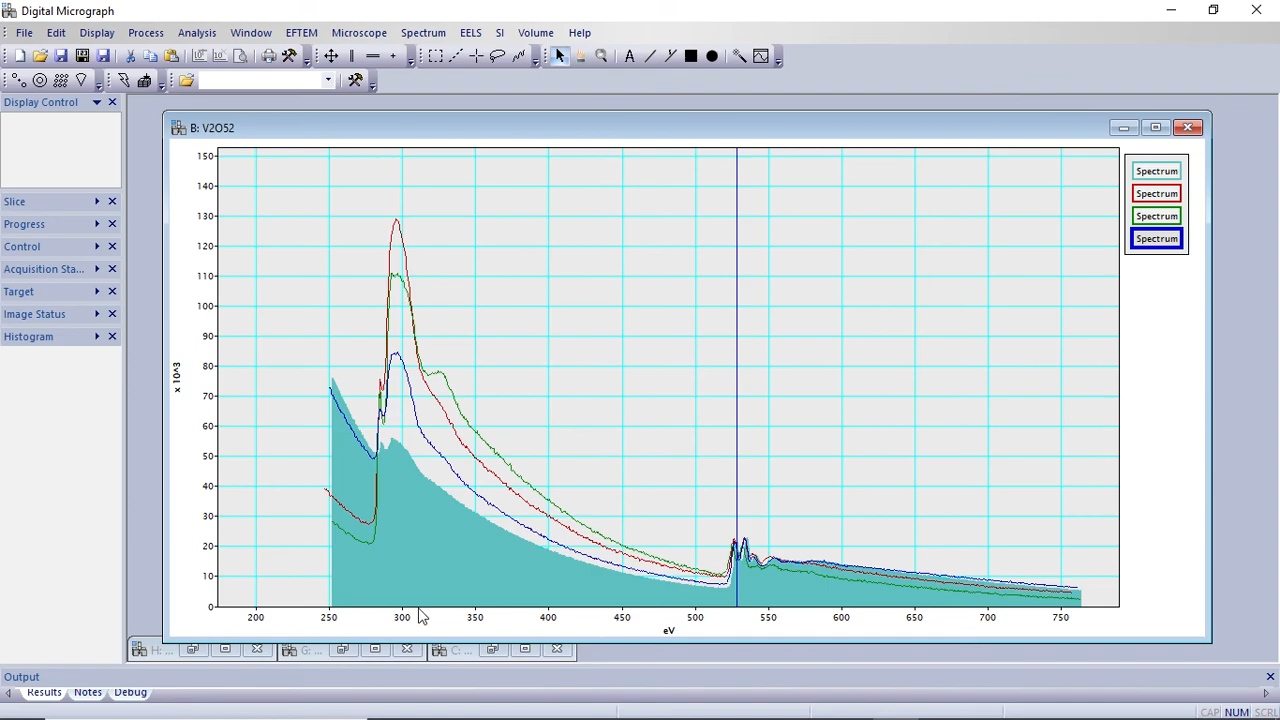 Digital Micrograph
File Edit Display Process Analysis Window EFTEM Microscope Spectrum EELS SI Volume Help
Display Control
Slice
Progress
Control
Acquisition Sta...
Target
Image Status
Histogram
B: V2O52
150
140
130
120
110
100
90
80
70
60
50
40
30
20
10
0
x 10^3
200 250 300 350 400 450 500 550 600 650 700 750
eV
Spectrum
Spectrum
Spectrum
Spectrum
H: ...
G: ...
C: ...
Output
Results Notes Debug
CAP NUM SCRL